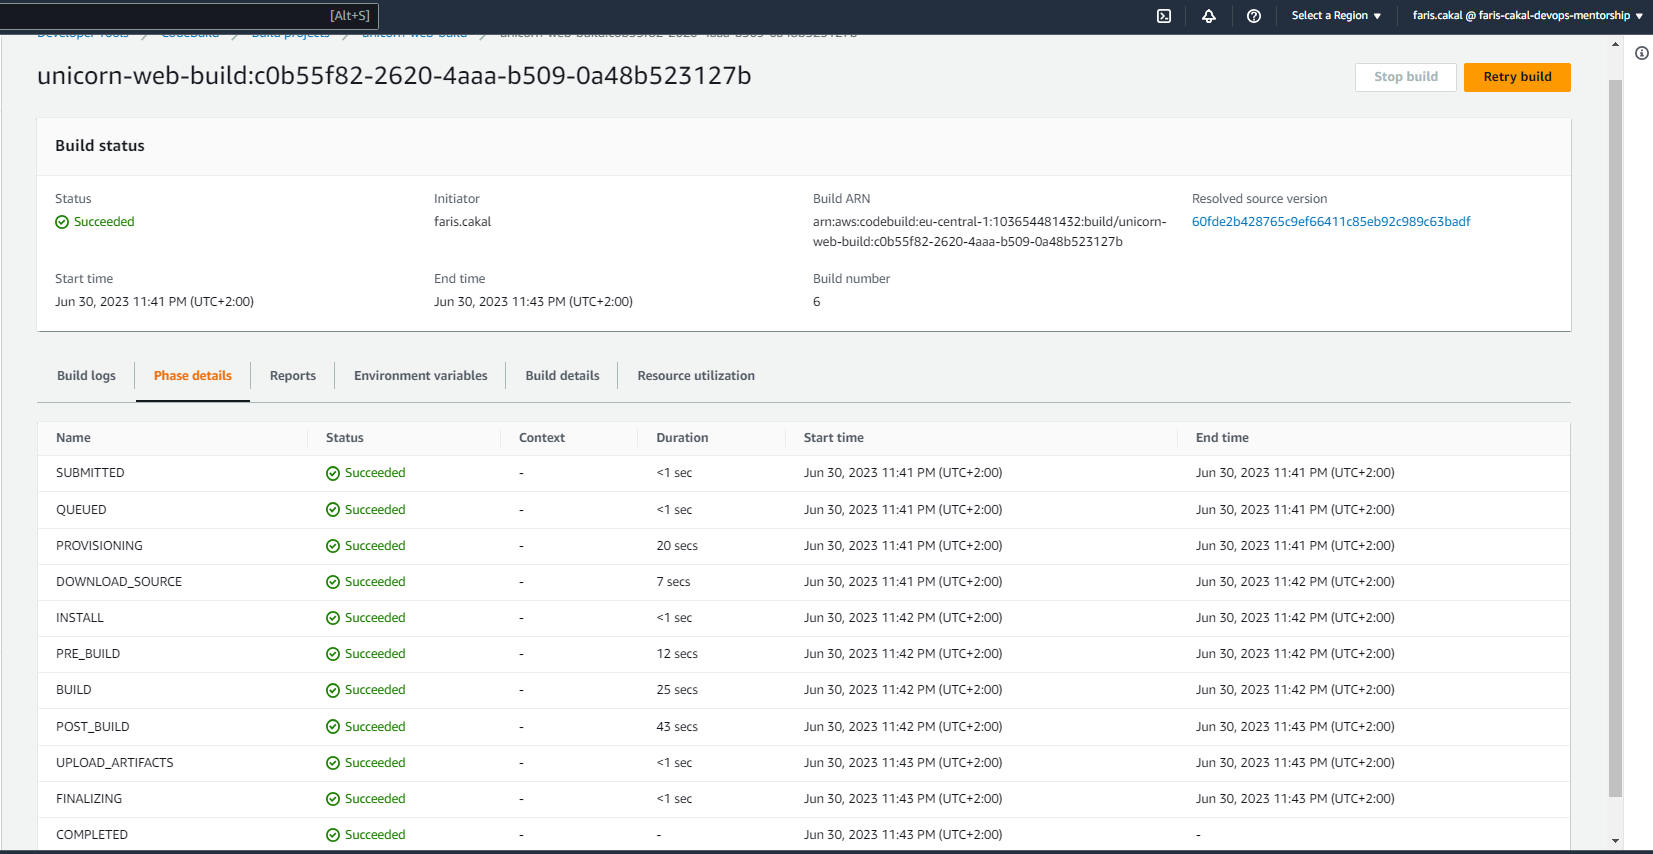 [Alt+S]
Select a Region ▼
faris.cakal @ faris-cakal-devops-mentorship ▼
Developer Tools
CodeBuild
Build projects
unicorn-web-build
unicorn-web-build:c0b55f82-2620-4aaa-b509-0a48b523127b
unicorn-web-build:c0b55f82-2620-4aaa-b509-0a48b523127b
Stop build
Retry build
Build status
Status
Initiator
Build ARN
Resolved source version
Succeeded
faris.cakal
arn:aws:codebuild:eu-central-1:103654481432:build/unicorn-
web-build:c0b55f82-2620-4aaa-b509-0a48b523127b
60fde2b428765c9ef66411c85eb92c989c63badf
Start time
End time
Build number
Jun 30, 2023 11:41 PM (UTC+2:00)
Jun 30, 2023 11:43 PM (UTC+2:00)
6
Build logs
Phase details
Reports
Environment variables
Build details
Resource utilization
Name Status Context Duration Start time End time
SUBMITTED Succeeded - <1 sec Jun 30, 2023 11:41 PM (UTC+2:00) Jun 30, 2023 11:41 PM (UTC+2:00)
QUEUED Succeeded - <1 sec Jun 30, 2023 11:41 PM (UTC+2:00) Jun 30, 2023 11:41 PM (UTC+2:00)
PROVISIONING Succeeded - 20 secs Jun 30, 2023 11:41 PM (UTC+2:00) Jun 30, 2023 11:41 PM (UTC+2:00)
DOWNLOAD_SOURCE Succeeded - 7 secs Jun 30, 2023 11:41 PM (UTC+2:00) Jun 30, 2023 11:42 PM (UTC+2:00)
INSTALL Succeeded - <1 sec Jun 30, 2023 11:42 PM (UTC+2:00) Jun 30, 2023 11:42 PM (UTC+2:00)
PRE_BUILD Succeeded - 12 secs Jun 30, 2023 11:42 PM (UTC+2:00) Jun 30, 2023 11:42 PM (UTC+2:00)
BUILD Succeeded - 25 secs Jun 30, 2023 11:42 PM (UTC+2:00) Jun 30, 2023 11:42 PM (UTC+2:00)
POST_BUILD Succeeded - 43 secs Jun 30, 2023 11:42 PM (UTC+2:00) Jun 30, 2023 11:43 PM (UTC+2:00)
UPLOAD_ARTIFACTS Succeeded - <1 sec Jun 30, 2023 11:43 PM (UTC+2:00) Jun 30, 2023 11:43 PM (UTC+2:00)
FINALIZING Succeeded - <1 sec Jun 30, 2023 11:43 PM (UTC+2:00) Jun 30, 2023 11:43 PM (UTC+2:00)
COMPLETED Succeeded - - Jun 30, 2023 11:43 PM (UTC+2:00) -